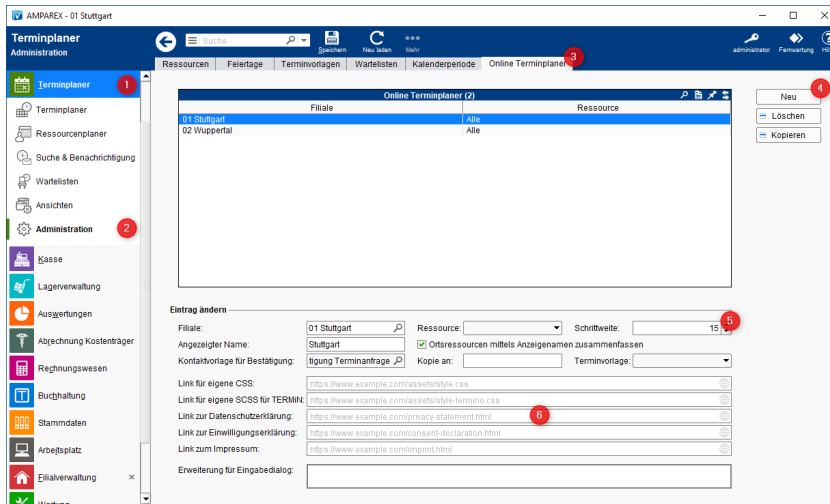 AMPAREX - 01 Stuttgart
Terminplaner
Administration
Suche
Speichern
Neu laden
Mehr
administrator
Fernwartung
Ressourcen
Feiertage
Terminvorlagen
Wartelisten
Kalenderperiode
Online Terminplaner
3
Terminplaner
1
Terminplaner
Ressourcenplaner
Suche & Benachrichtigung
Wartelisten
Ansichten
Administration
2
Kasse
Lagerverwaltung
Auswertungen
Abrechnung Kostenträger
Rechnungswesen
Buchhaltung
Stammdaten
Arbeitsplatz
Filialverwaltung
Wartung
Online Terminplaner (2)
Filiale Ressource
01 Stuttgart Alle
02 Wuppertal Alle
Neu
4
Löschen
Kopieren
Eintrag ändern
Filiale: 01 Stuttgart Ressource: Schrittweite: 15
5
Angezeigter Name: Stuttgart Ortsressourcen mittels Anzeigenamen zusammenfassen
Kontaktvorlage für Bestätigung: tigung Terminanfrage Kopie an: Terminvorlage:
Link für eigene CSS: https://www.example.com/assets/style.css
Link für eigene SCSS für TERMiN: https://www.example.com/assets/style-termino.css
Link zur Datenschutzerklärung: https://www.example.com/privacy-statement.html
6
Link zur Einwilligungserklärung: https://www.example.com/consent-declaration.html
Link zum Impressum: https://www.example.com/imprint.html
Erweiterung für Eingabedialog: